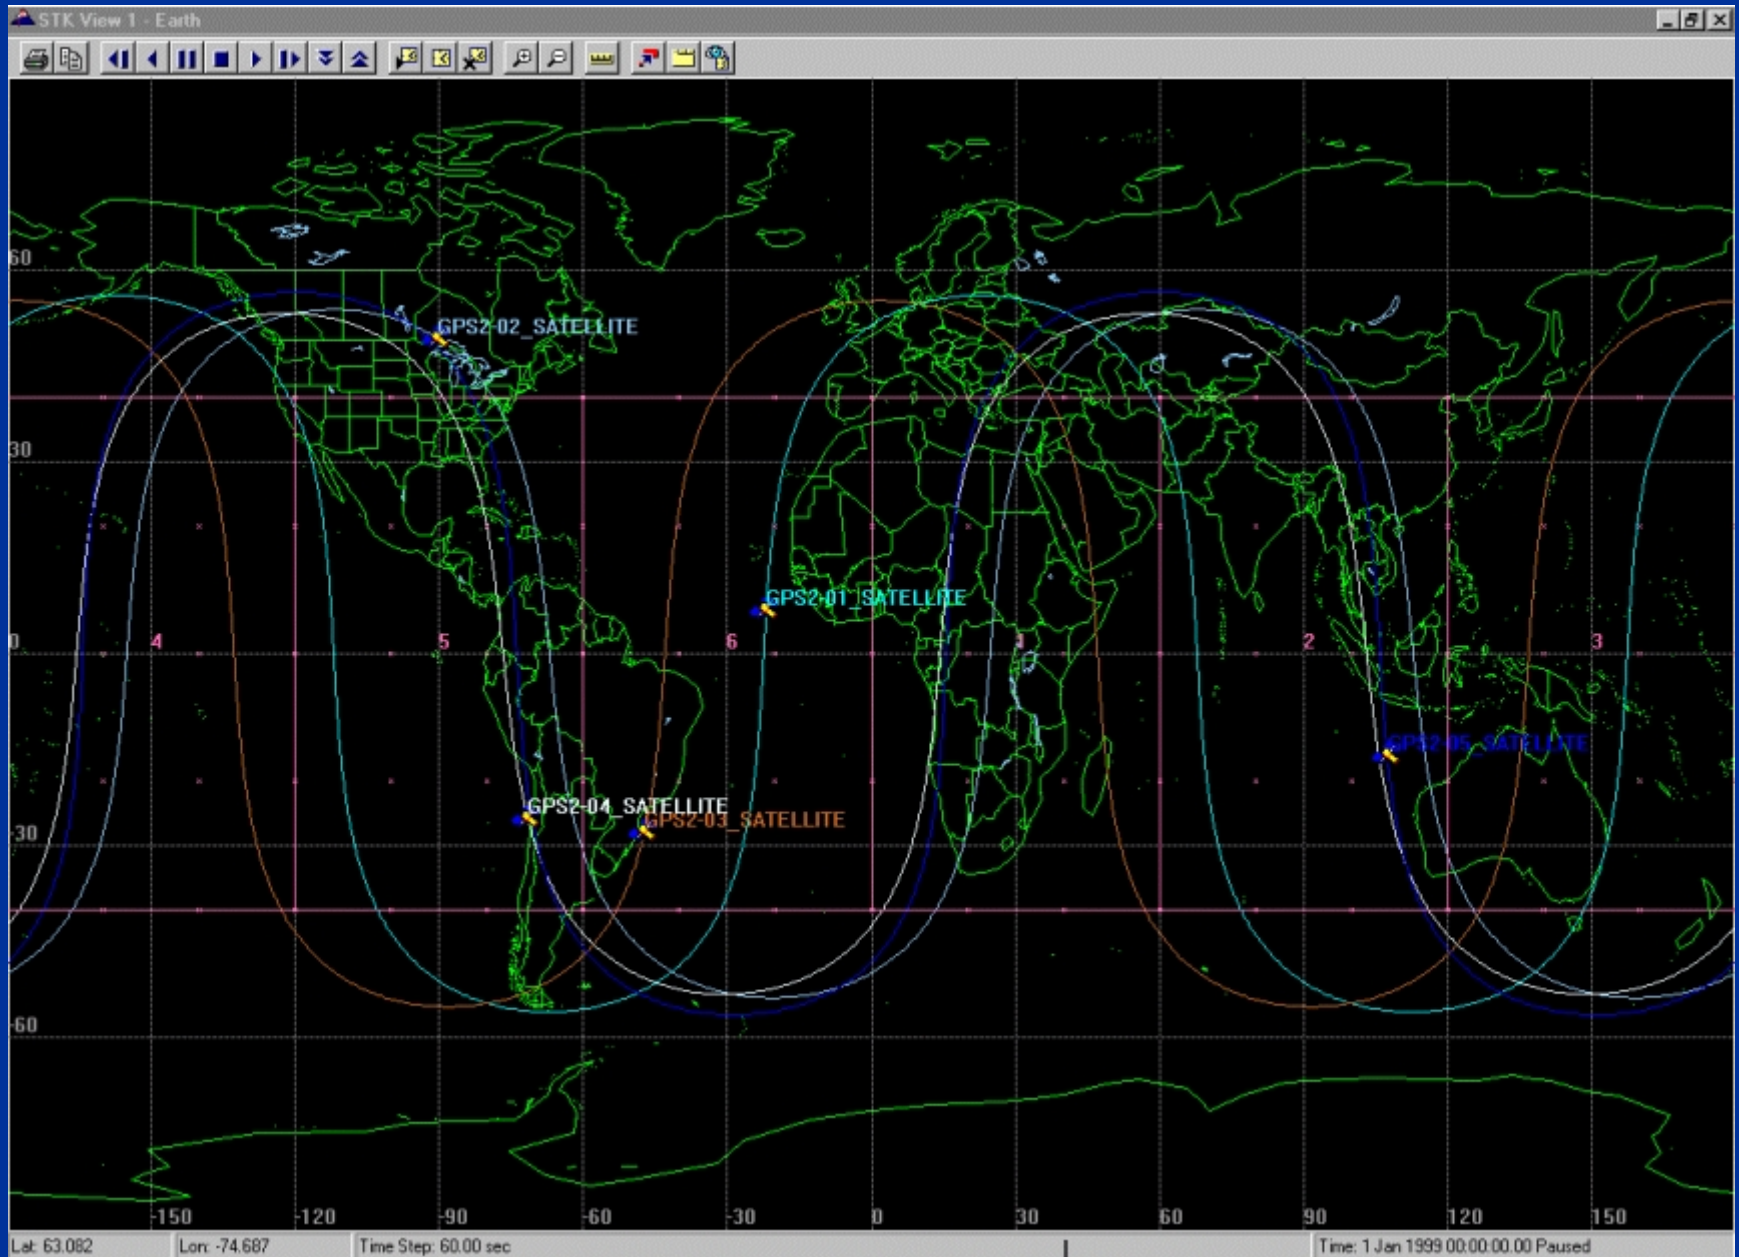 STK View 1 - Earth
60
GPS2-02_SATELLITE
30
GPS2-01_SATELLITE
0
4
5
6
1
2
3
GPS2-05_SATELLITE
GPS2-04_SATELLITE
GPS2-03_SATELLITE
-30
-60
-150
-120
-90
-60
-30
0
30
60
90
120
150
Lat: 63.082
Lon: -74.687
Time Step: 60.00 sec
Time: 1 Jan 1999 00:00:00.00 Paused